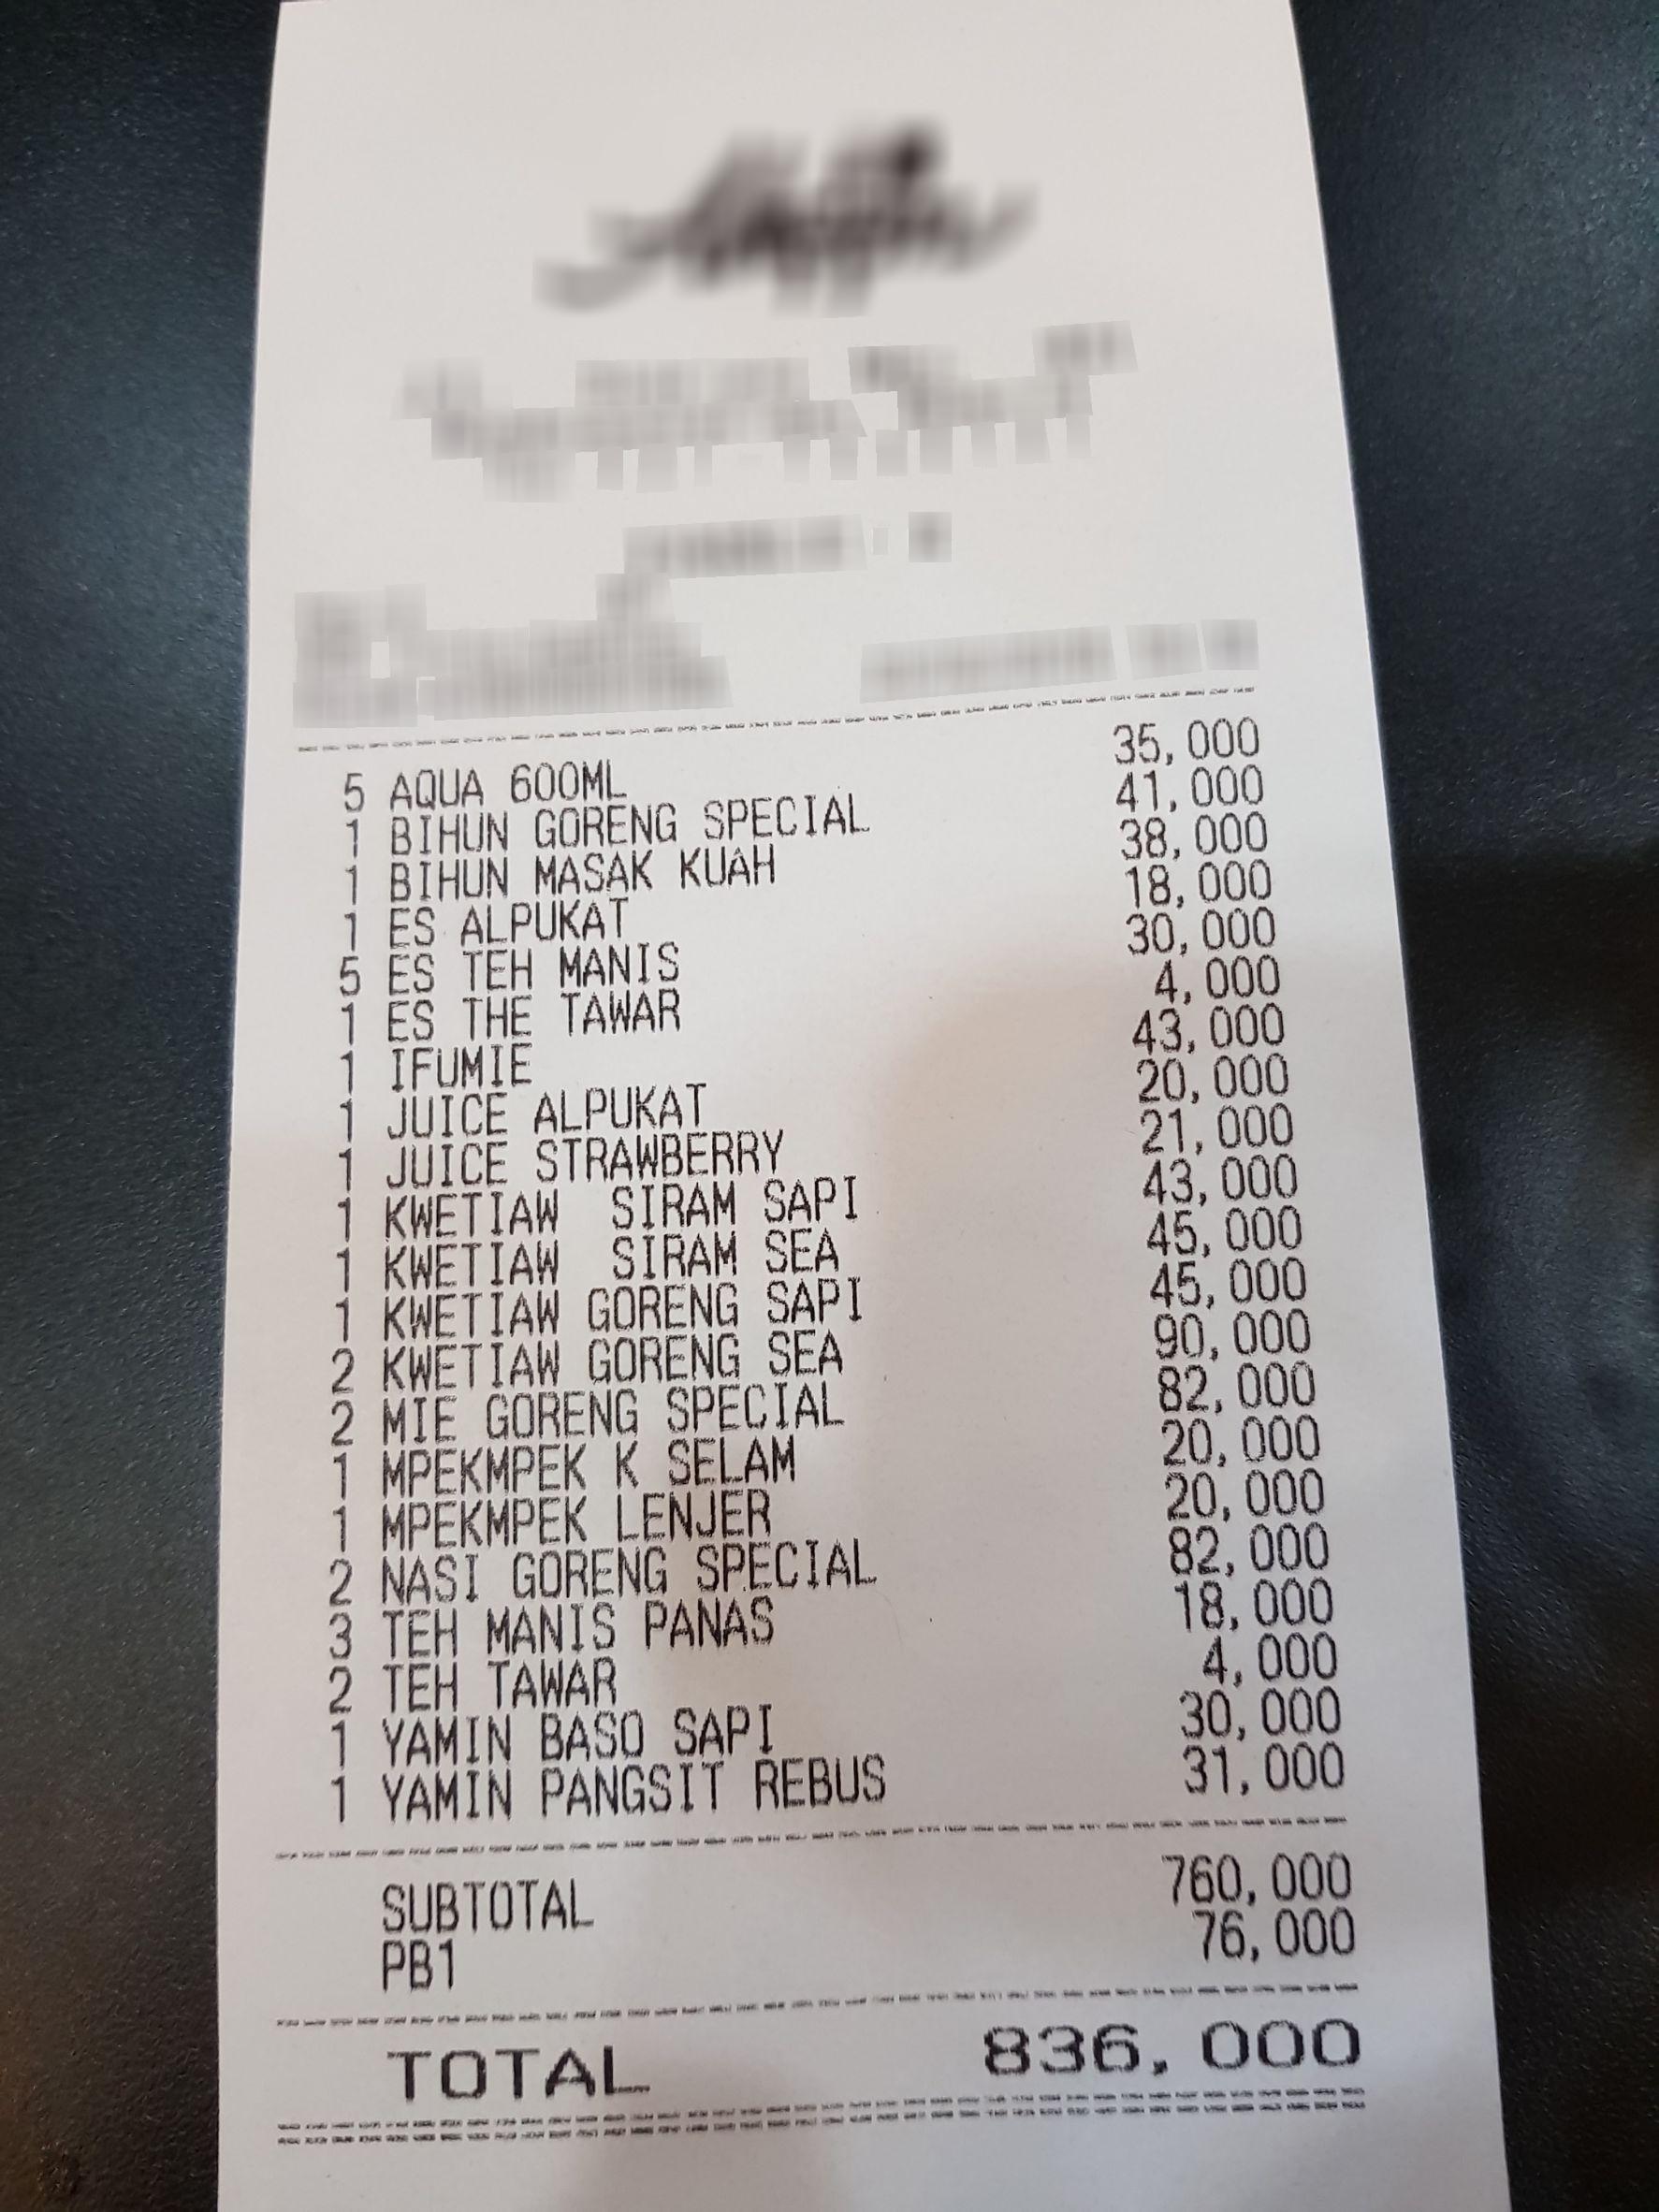 5 AQUA 600ML 35,000
1 BIHUN GORENG SPECIAL 41,000
1 BIHUN MASAK KUAH 38,000
1 ES ALPUKAT 18,000
5 ES TEH MANIS 30,000
1 ES THE TAWAR 4,000
1 IFUMIE 43,000
1 JUICE ALPUKAT 20,000
1 JUICE STRAWBERRY 21,000
1 KWETIAW SIRAM SAPI 43,000
1 KWETIAW SIRAM SEA 45,000
1 KWETIAW GORENG SAPI 45,000
2 KWETIAW GORENG SEA 90,000
2 MIE GORENG SPECIAL 82,000
1 MPEKMPEK K SELAM 20,000
1 MPEKMPEK LENJER 20,000
2 NASI GORENG SPECIAL 82,000
3 TEH MANIS PANAS 18,000
2 TEH TAWAR 4,000
1 YAMIN BASO SAPI 30,000
1 YAMIN PANGSIT REBUS 31,000
SUBTOTAL 760,000
PB1 76,000
TOTAL 836,000